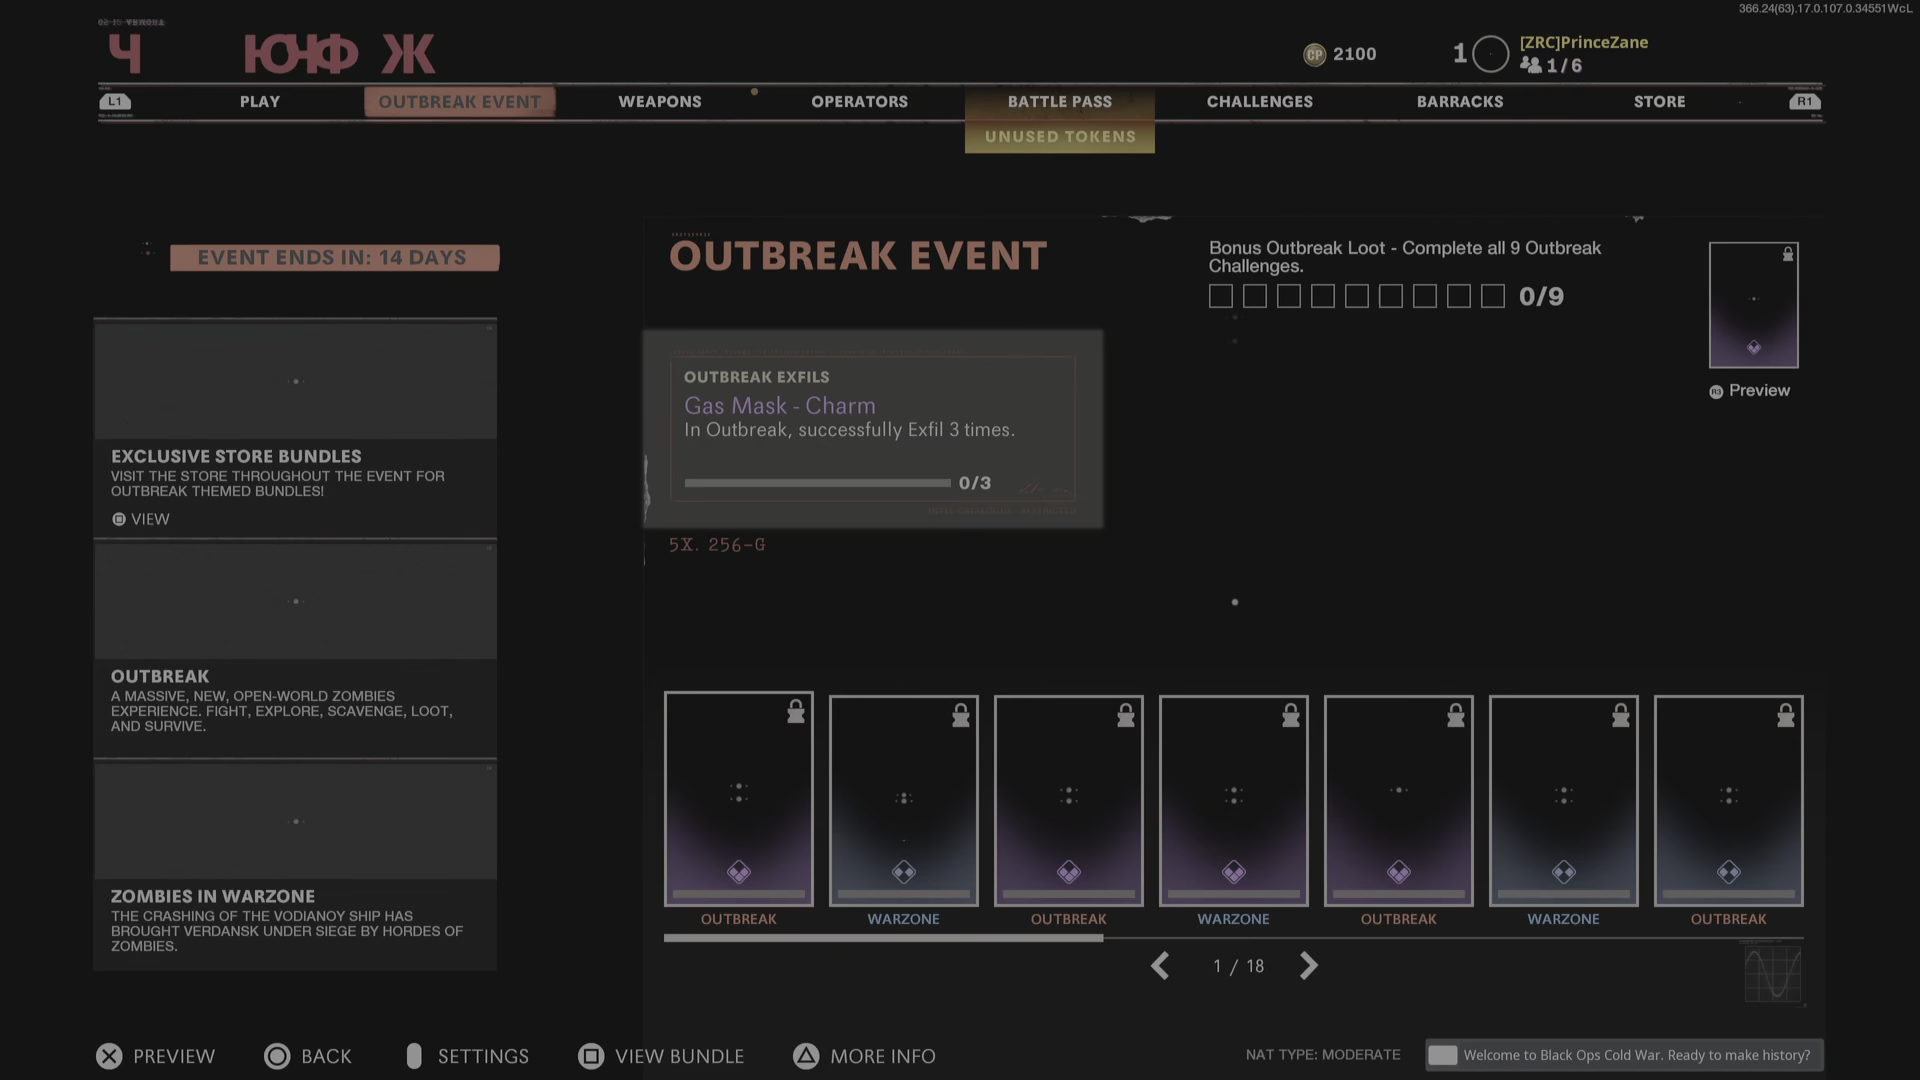 366.24(63).17.0.107.0.34551WcL
Ч ЮЧФ Ж
CP 2100
1
[ZRC]PrinceZane
1/6
L1
PLAY
OUTBREAK EVENT
WEAPONS
OPERATORS
BATTLE PASS
CHALLENGES
BARRACKS
STORE
R1
UNUSED TOKENS
EVENT ENDS IN: 14 DAYS
EXCLUSIVE STORE BUNDLES
VISIT THE STORE THROUGHOUT THE EVENT FOR
OUTBREAK THEMED BUNDLES!
VIEW
OUTBREAK
A MASSIVE, NEW, OPEN-WORLD ZOMBIES
EXPERIENCE. FIGHT, EXPLORE, SCAVENGE, LOOT,
AND SURVIVE.
ZOMBIES IN WARZONE
THE CRASHING OF THE VODIANOY SHIP HAS
BROUGHT VERDANSK UNDER SIEGE BY HORDES OF
ZOMBIES.
OUTBREAK EVENT
Bonus Outbreak Loot - Complete all 9 Outbreak
Challenges.
0/9
R3 Preview
OUTBREAK EXFILS
Gas Mask - Charm
In Outbreak, successfully Exfil 3 times.
0/3
5X. 256-G
OUTBREAK
WARZONE
OUTBREAK
WARZONE
OUTBREAK
WARZONE
OUTBREAK
1 / 18
PREVIEW
BACK
SETTINGS
VIEW BUNDLE
MORE INFO
NAT TYPE: MODERATE
Welcome to Black Ops Cold War. Ready to make history?